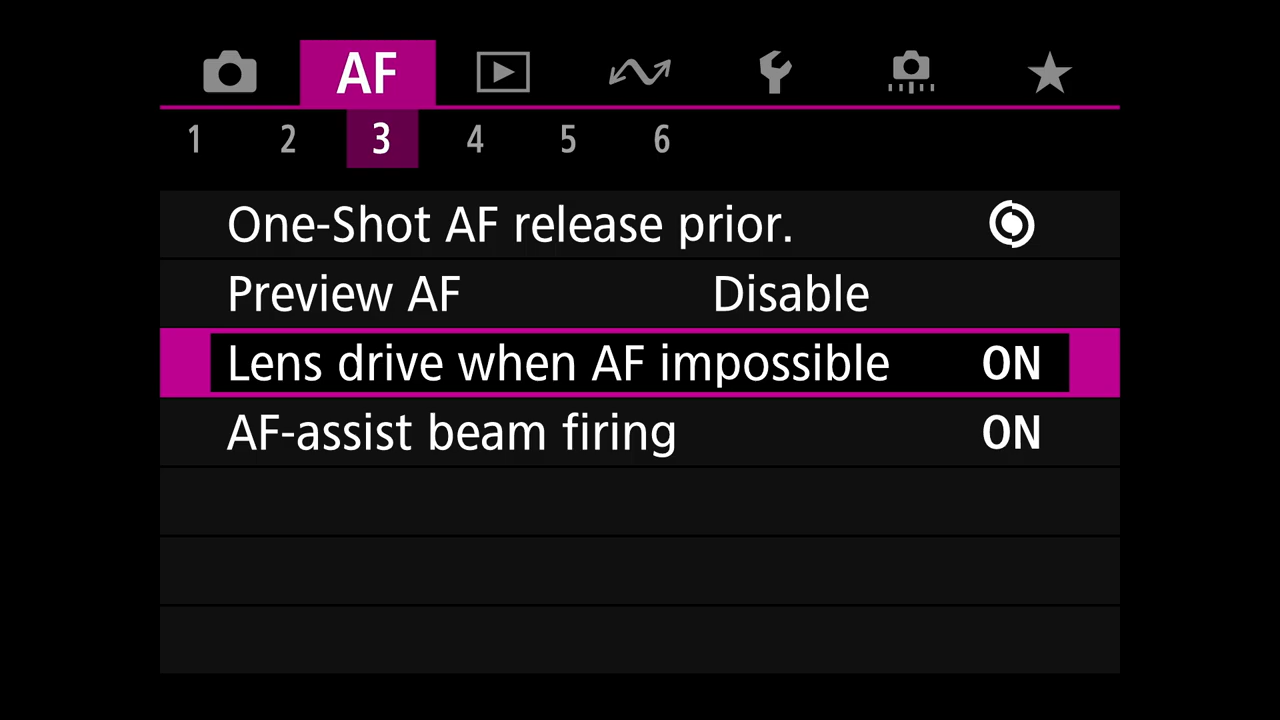 AF
1 2 3 4 5 6
One-Shot AF release prior.
Preview AF Disable
Lens drive when AF impossible ON
AF-assist beam firing ON